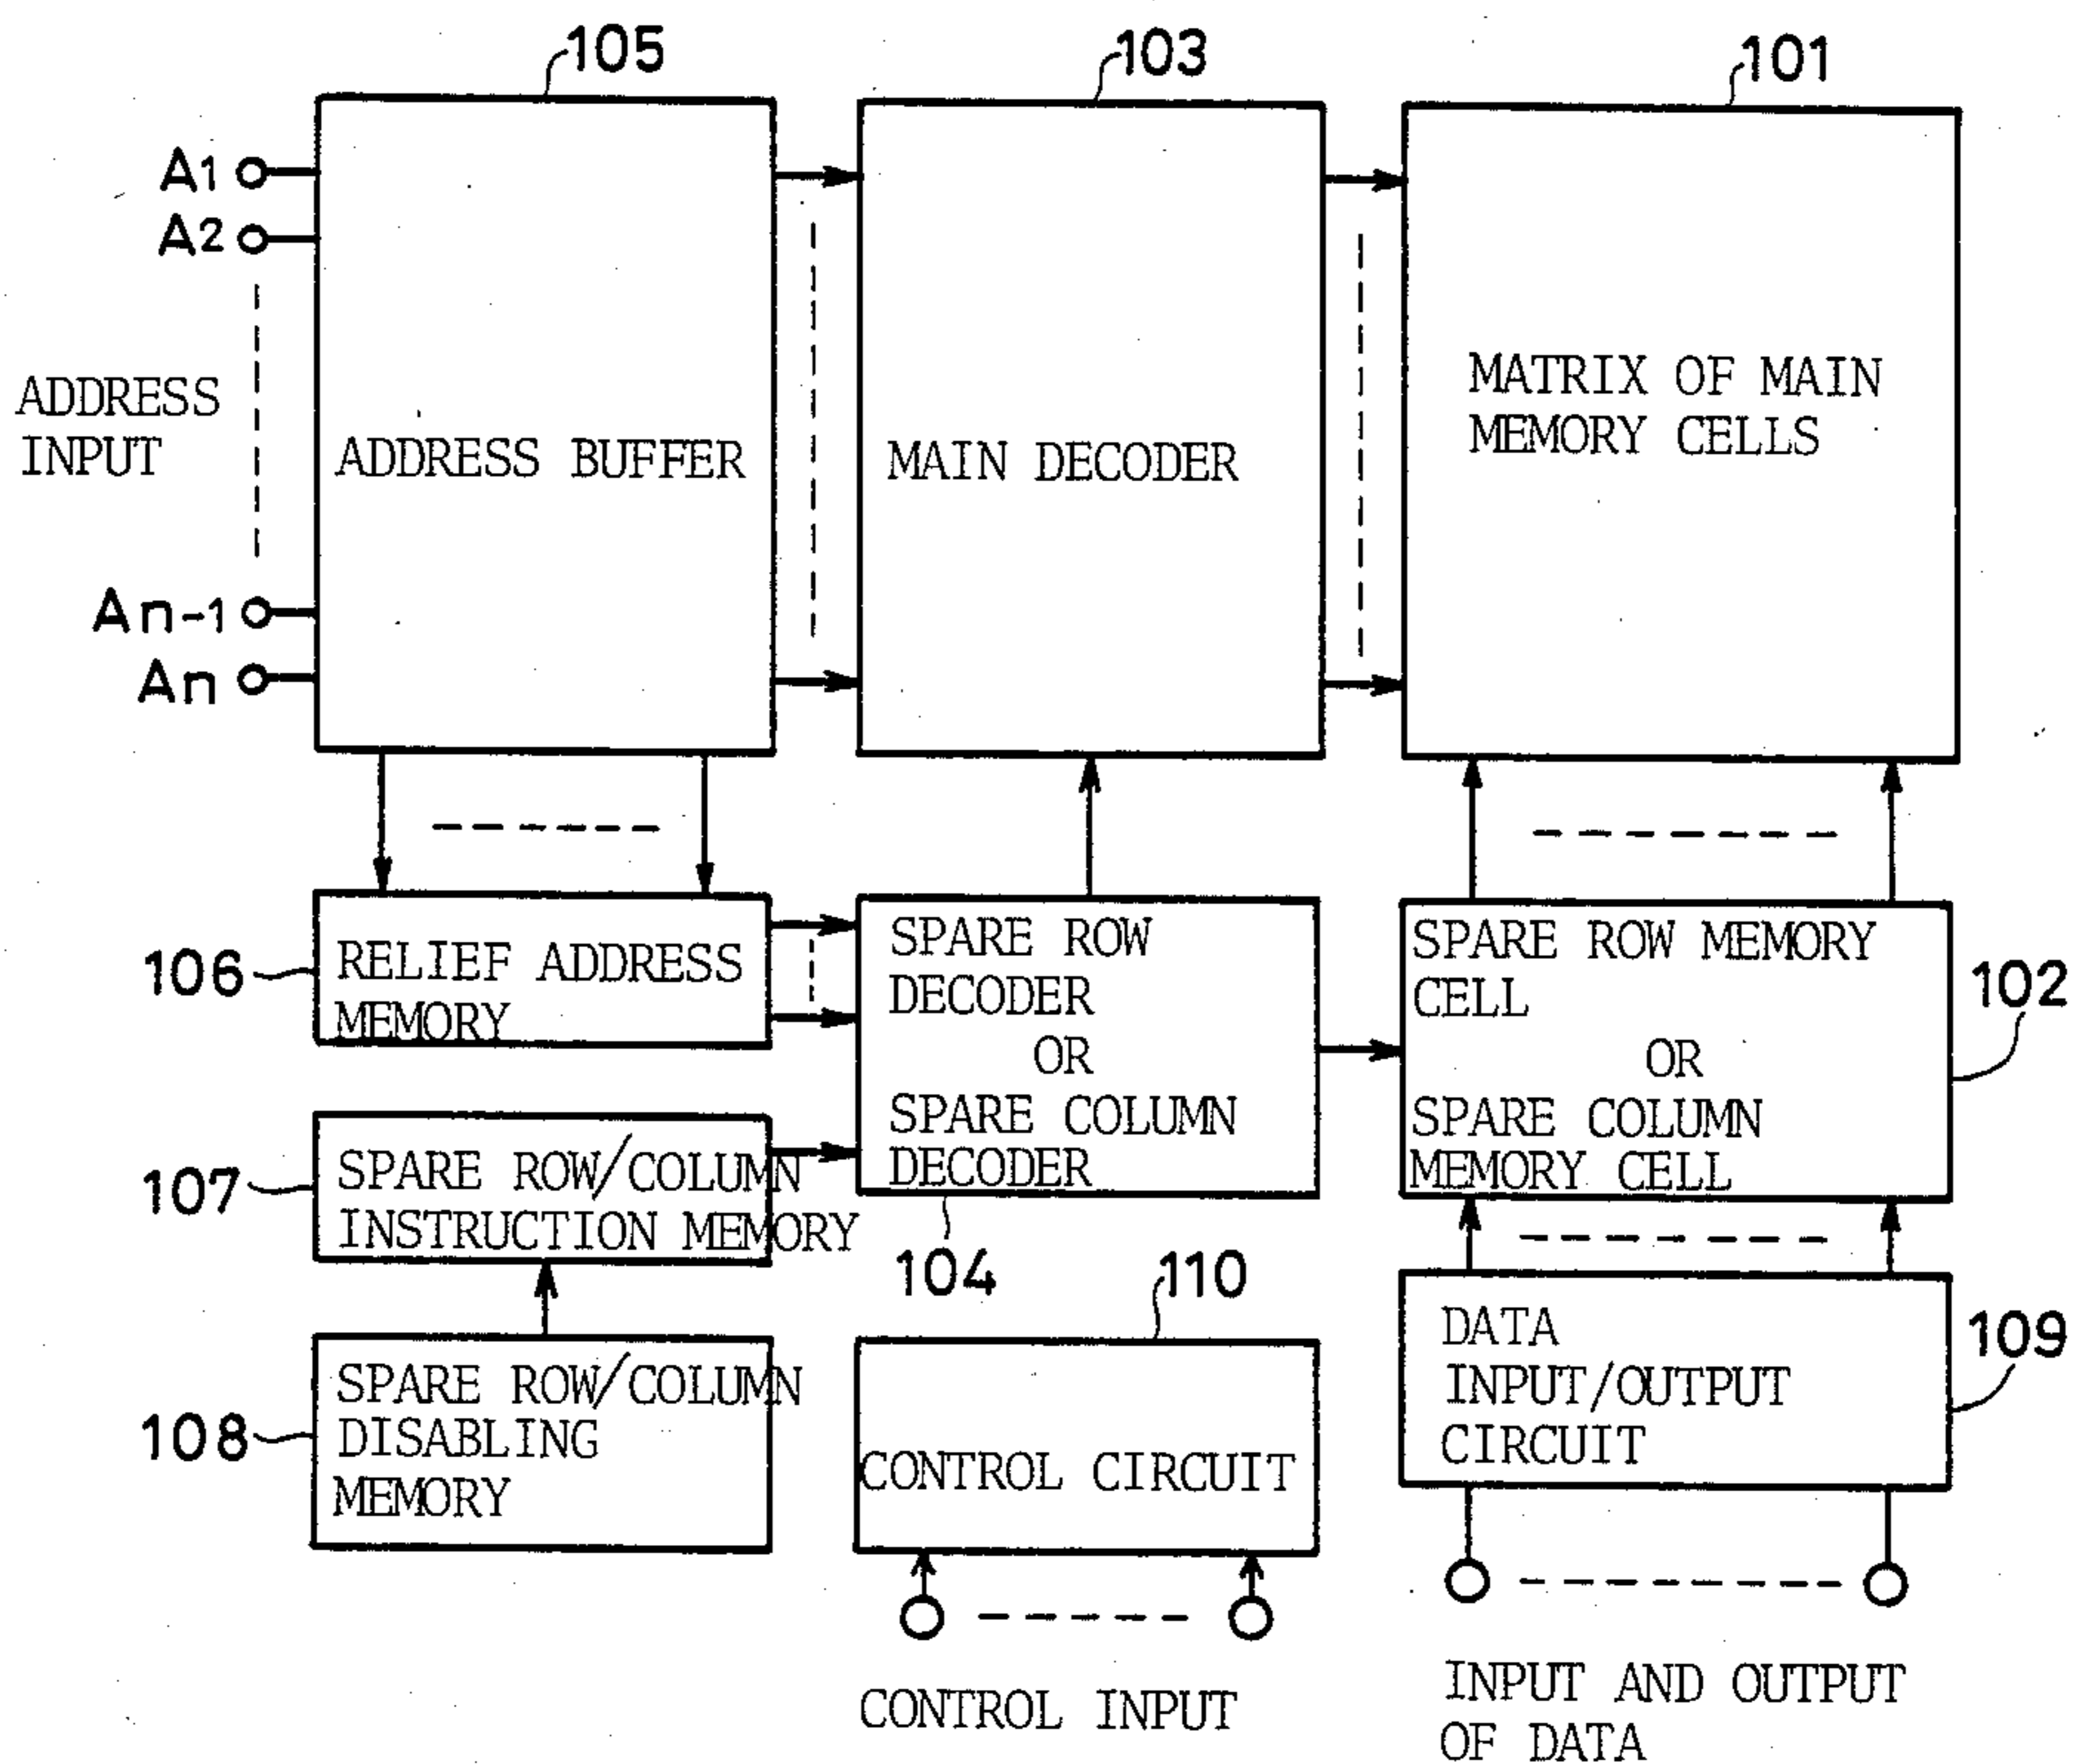 105
103
101
A1
A2
ADDRESS
INPUT
An-1
An
ADDRESS BUFFER
MAIN DECODER
MATRIX OF MAIN
MEMORY CELLS
106
RELIEF ADDRESS
MEMORY
SPARE ROW
DECODER
OR
SPARE COLUMN
DECODER
104
SPARE ROW MEMORY
CELL
OR
SPARE COLUMN
MEMORY CELL
102
107
SPARE ROW/COLUMN
INSTRUCTION MEMORY
108
SPARE ROW/COLUMN
DISABLING
MEMORY
110
CONTROL CIRCUIT
CONTROL INPUT
DATA
INPUT/OUTPUT
CIRCUIT
109
INPUT AND OUTPUT
OF DATA